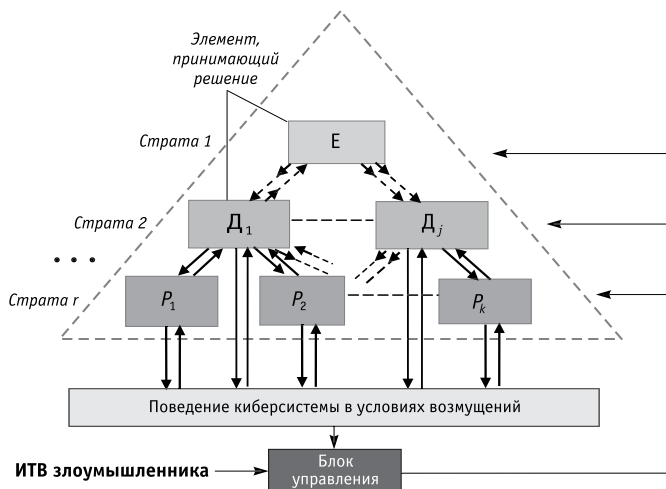 Элемент,
принимающий
решение
Страта 1
E
Страта 2
Д1
Дj
...
Страта r
P1
P2
Pk
Поведение киберсистемы в условиях возмущений
ИТВ злоумышленника
Блок
управления